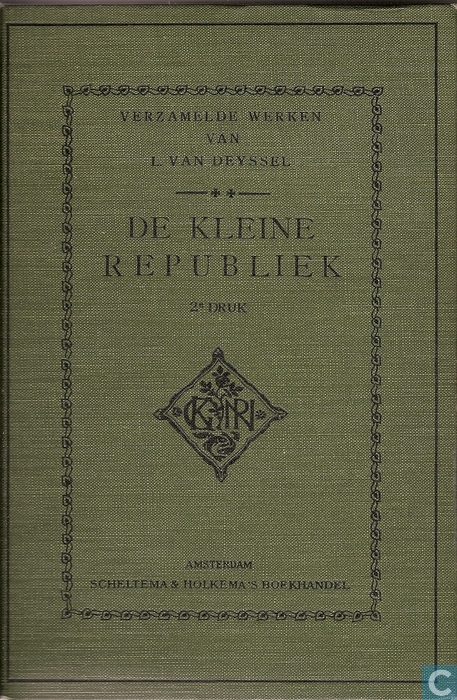 VERZAMELDE WERKEN
VAN
L. VAN DEYSSEL
DE KLEINE
REPUBLIEK
2e DRUK
AMSTERDAM
SCHELTEMA & HOLKEMA'S BOEKHANDEL
C